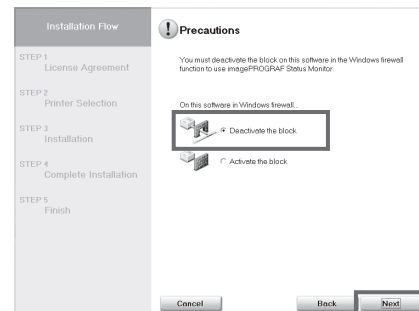 Installation Flow
STEP 1
License Agreement
STEP 2
Printer Selection
STEP 3
Installation
STEP 4
Complete Installation
STEP 5
Finish
Precautions
You must deactivate the block on this software in the Windows firewall
function to use imagePROGRAF Status Monitor.
On this software in Windows firewall...
Deactivate the block
Activate the block
Cancel
Back
Next